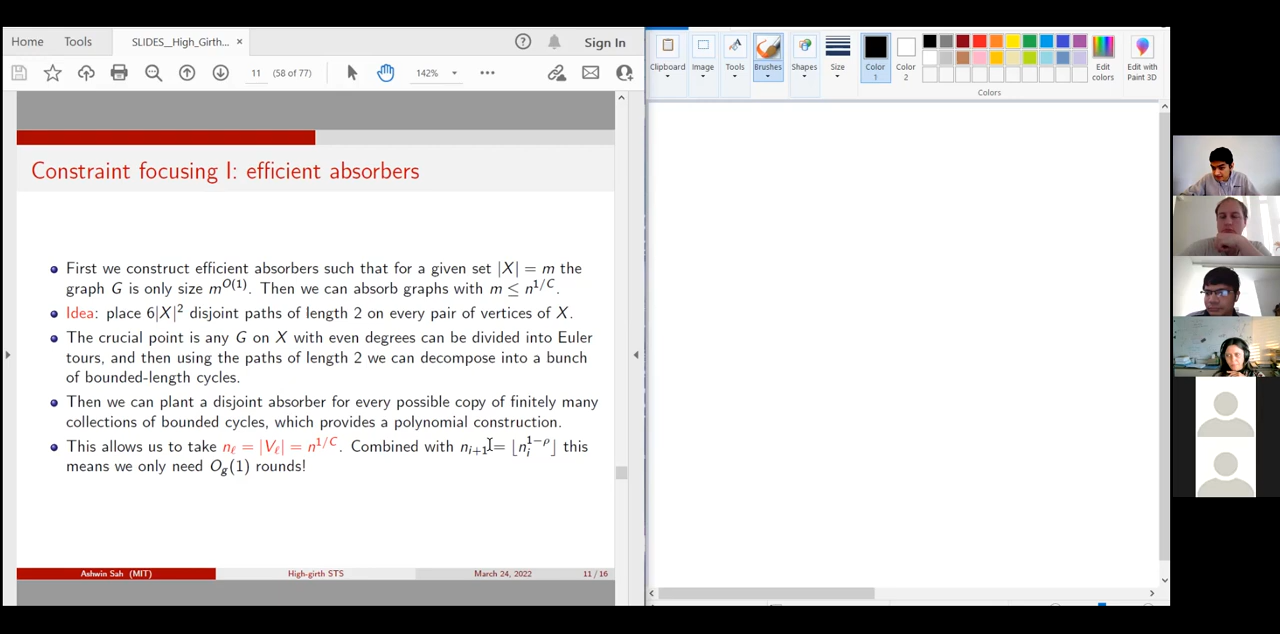 Home Tools SLIDES__High_Girth... × Sign In
11 (58 of 77) 142%
Clipboard Image Tools Brushes Shapes Size Color 1 Color 2 Edit colors Edit with Paint 3D
Colors
Constraint focusing I: efficient absorbers
First we construct efficient absorbers such that for a given set |X| = m the
graph G is only size m^{O(1)}. Then we can absorb graphs with m ≤ n^{1/C}.
Idea: place 6|X|² disjoint paths of length 2 on every pair of vertices of X.
The crucial point is any G on X with even degrees can be divided into Euler
tours, and then using the paths of length 2 we can decompose into a bunch
of bounded-length cycles.
Then we can plant a disjoint absorber for every possible copy of finitely many
collections of bounded cycles, which provides a polynomial construction.
This allows us to take n_ℓ = |V_ℓ| = n^{1/C}. Combined with n_{i+1} = ⌊n_i^{1−ρ}⌋ this
means we only need O_g(1) rounds!
Ashwin Sah (MIT) High-girth STS March 24, 2022 11 / 16